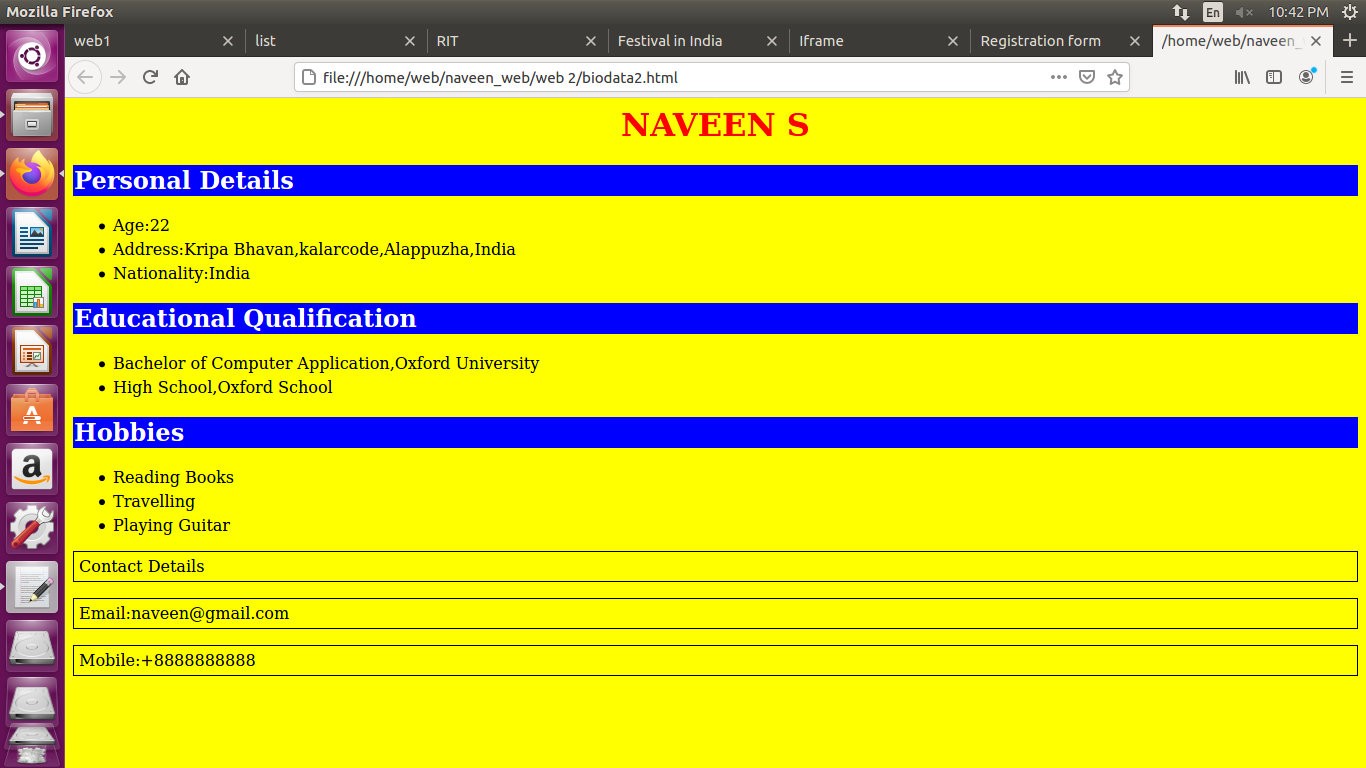 Mozilla Firefox En 10:42 PM
web1 list RIT Festival in India Iframe Registration form /home/web/naveen_
file:///home/web/naveen_web/web 2/biodata2.html
NAVEEN S
Personal Details
Age:22
Address:Kripa Bhavan,kalarcode,Alappuzha,India
Nationality:India
Educational Qualification
Bachelor of Computer Application,Oxford University
High School,Oxford School
Hobbies
Reading Books
Travelling
Playing Guitar
Contact Details
Email:naveen@gmail.com
Mobile:+8888888888